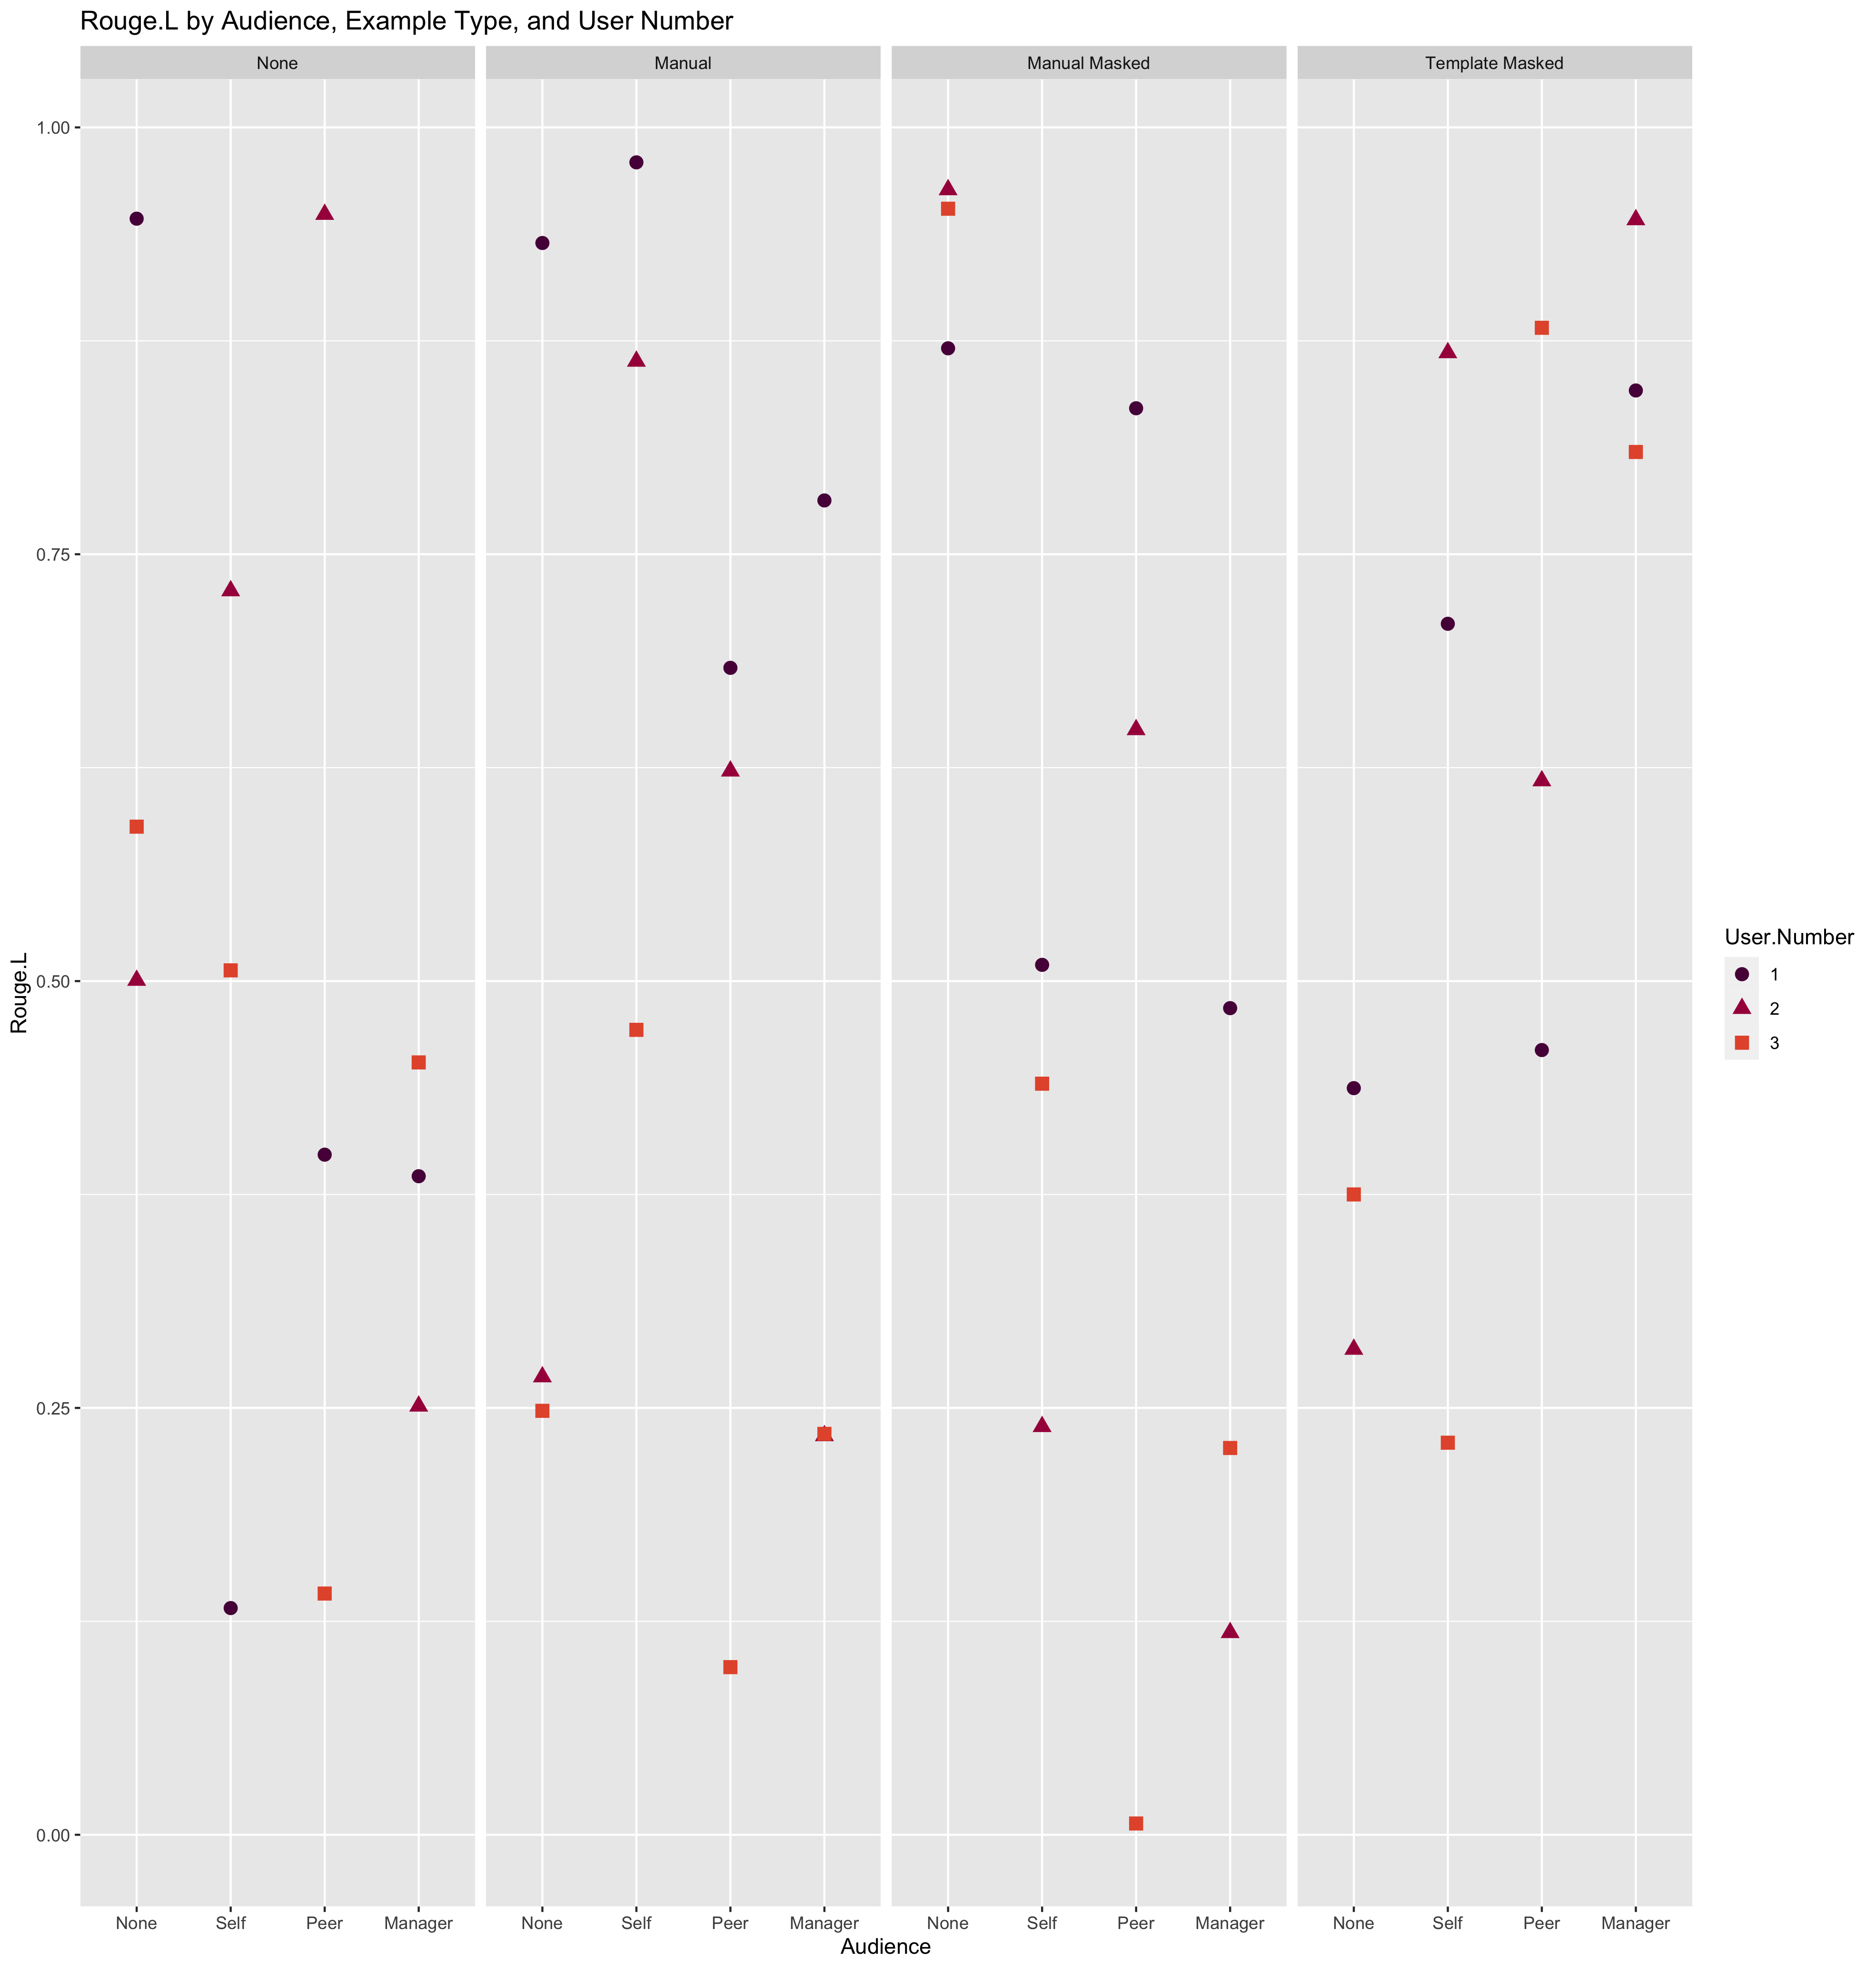 Rouge.L by Audience, Example Type, and User Number
None Manual Manual Masked Template Masked
1.00
0.75
0.50
0.25
0.00
Rouge.L
None Self Peer Manager None Self Peer Manager None Self Peer Manager None Self Peer Manager
Audience
User.Number
1
2
3